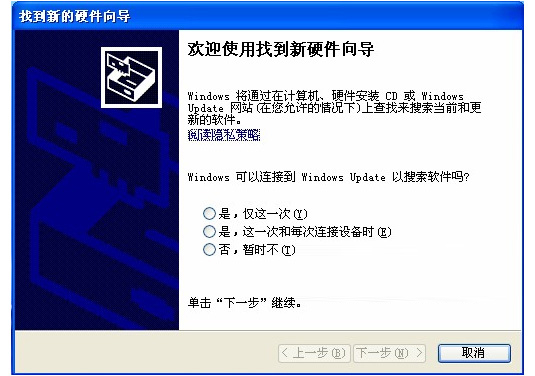 找到新的硬件向导
欢迎使用找到新硬件向导
Windows 将通过在计算机、硬件安装 CD 或 Windows
Update 网站(在您允许的情况下)上查找来搜索当前和更
新的软件。
阅读隐私策略
Windows 可以连接到 Windows Update 以搜索软件吗?
是，仅这一次(Y)
是，这一次和每次连接设备时(E)
否，暂时不(T)
单击“下一步”继续。
< 上一步(B) 下一步(N) > 取消